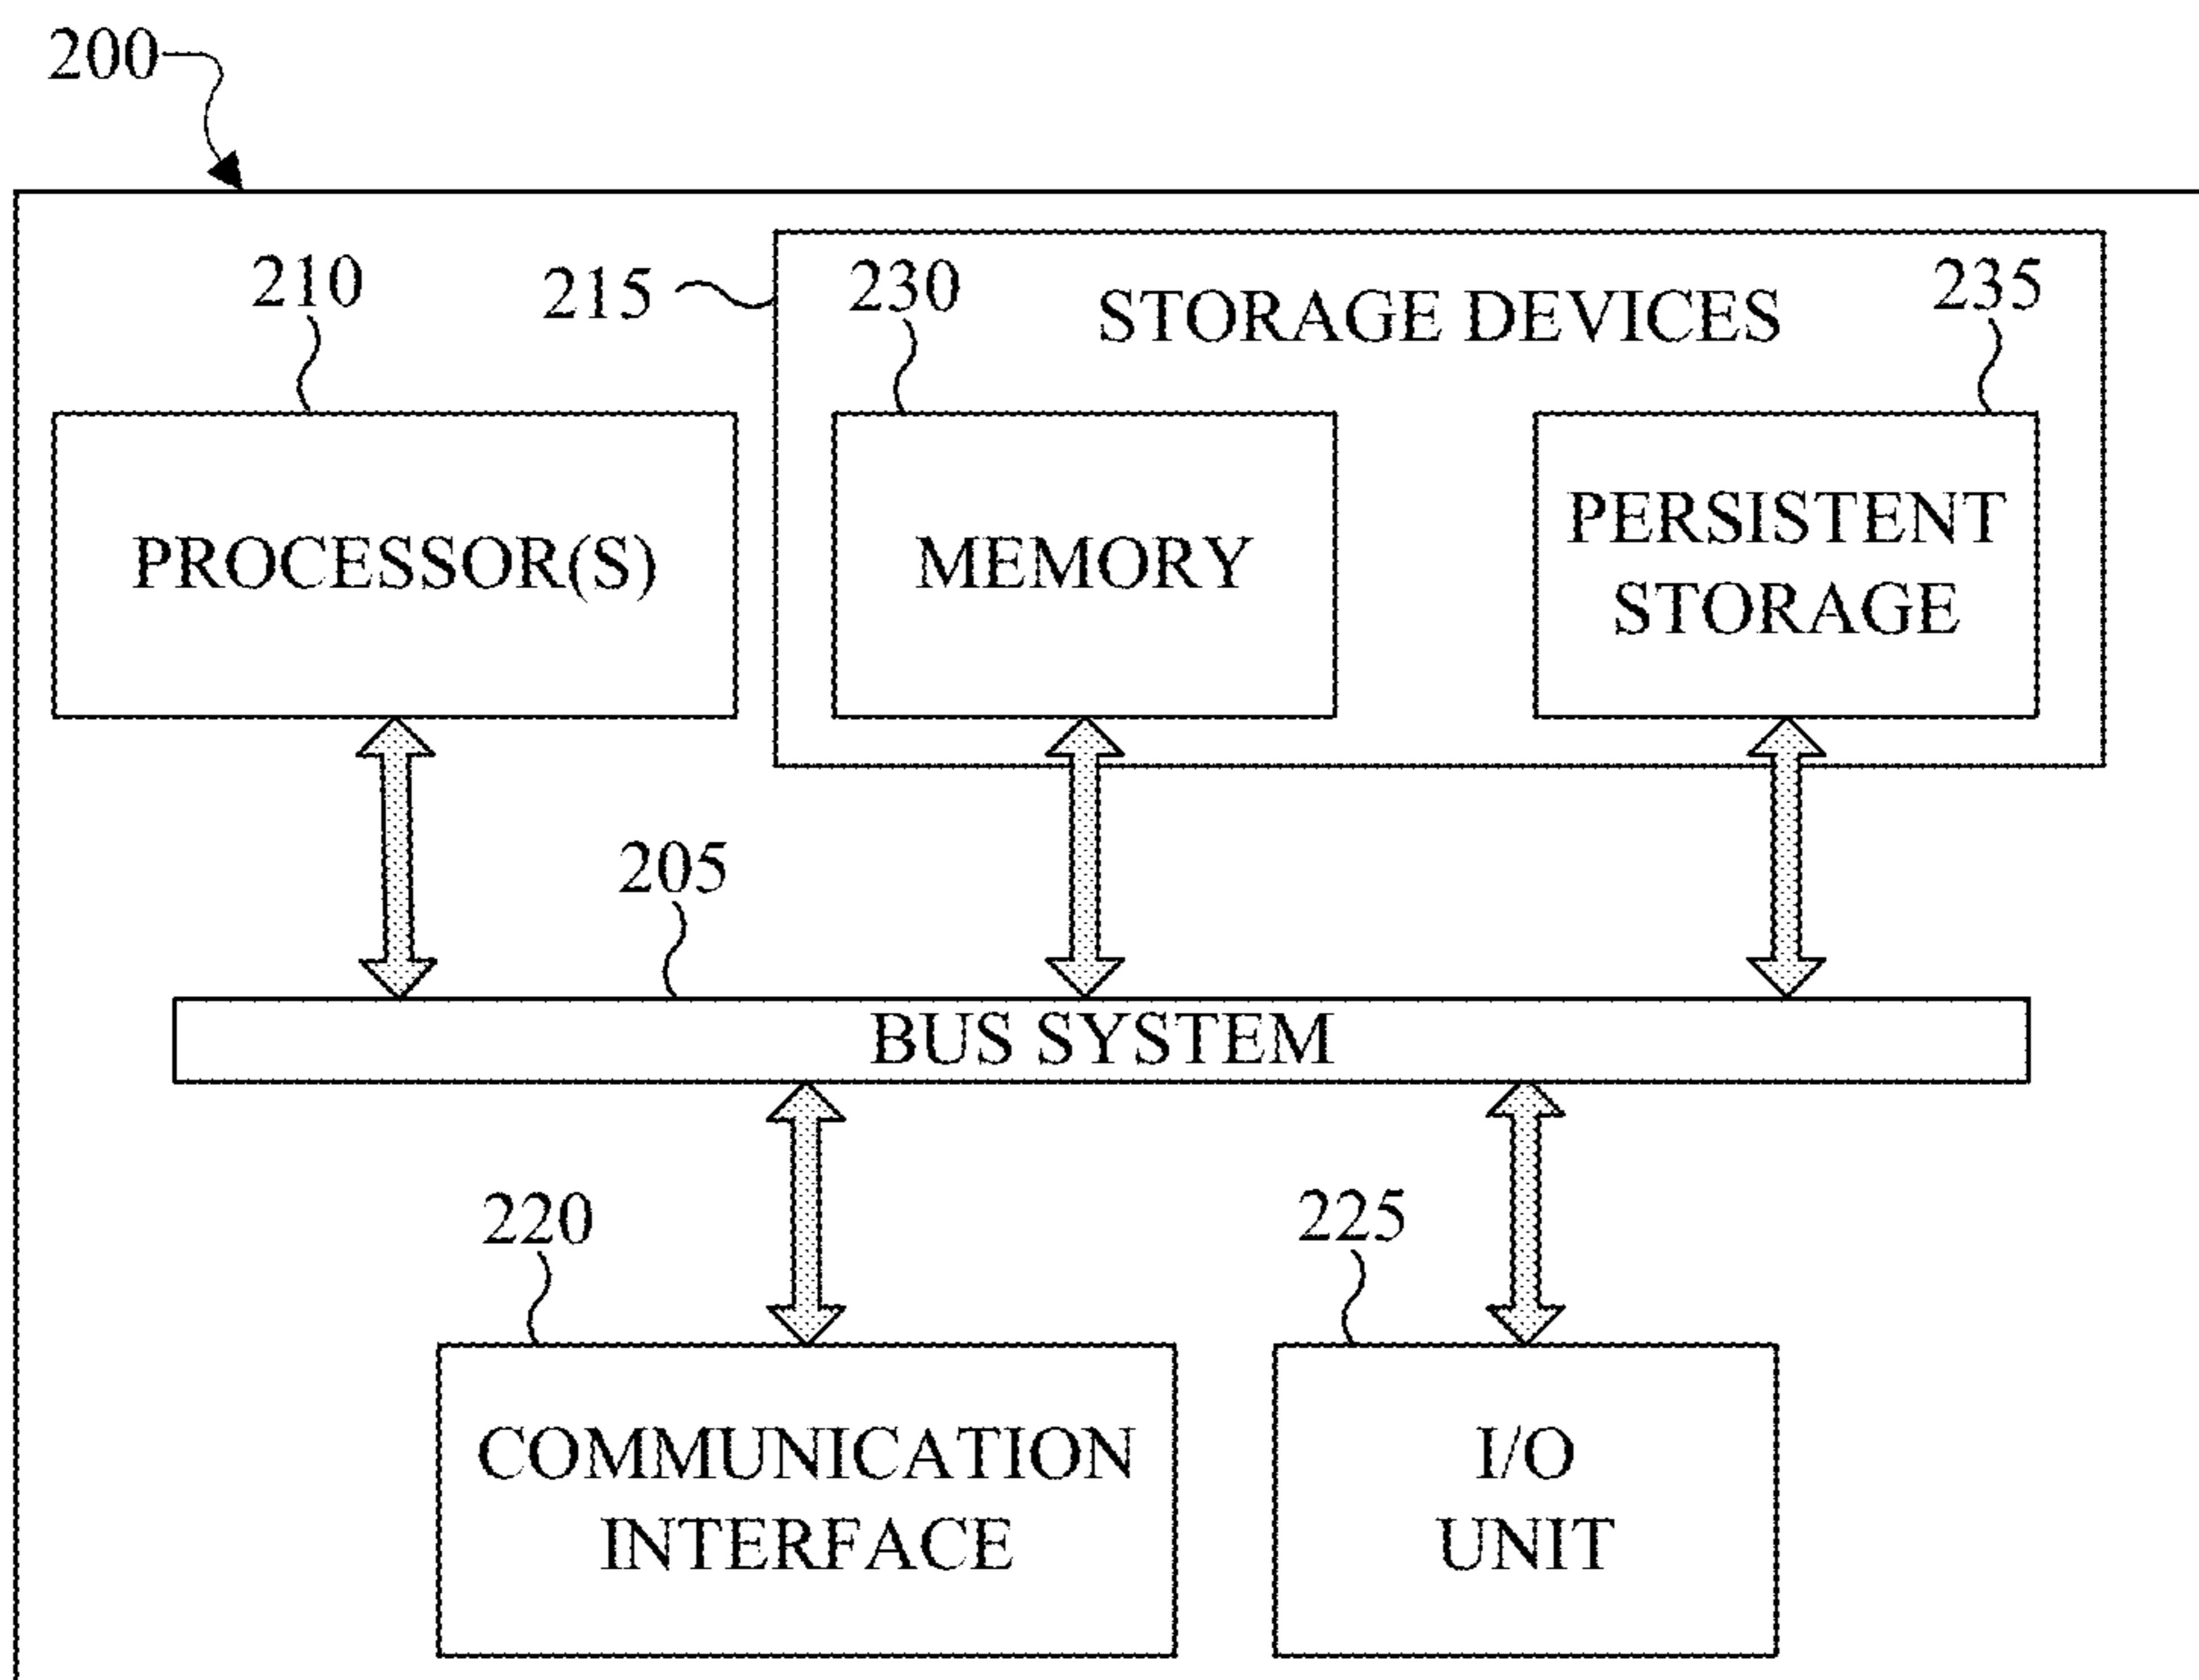 200
210
215
230
STORAGE DEVICES
235
PROCESSOR(S)
MEMORY
PERSISTENT
STORAGE
205
BUS SYSTEM
220
225
COMMUNICATION
INTERFACE
I/O
UNIT